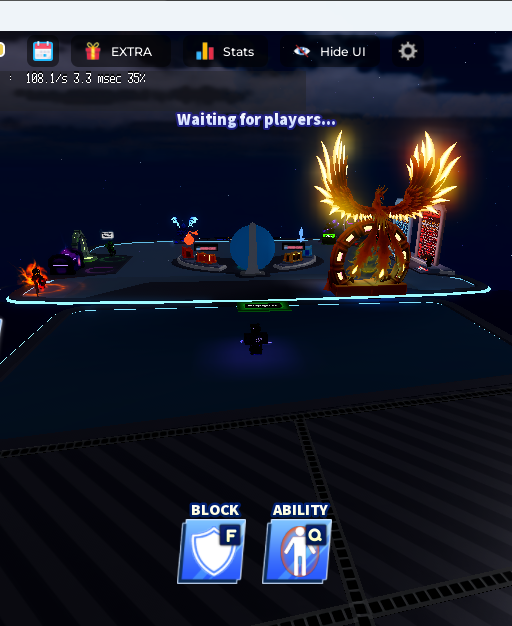 EXTRA
Stats
Hide UI
: 108.1/s 3.3 msec 35%
Waiting for players...
BLOCK
ABILITY
F
Q